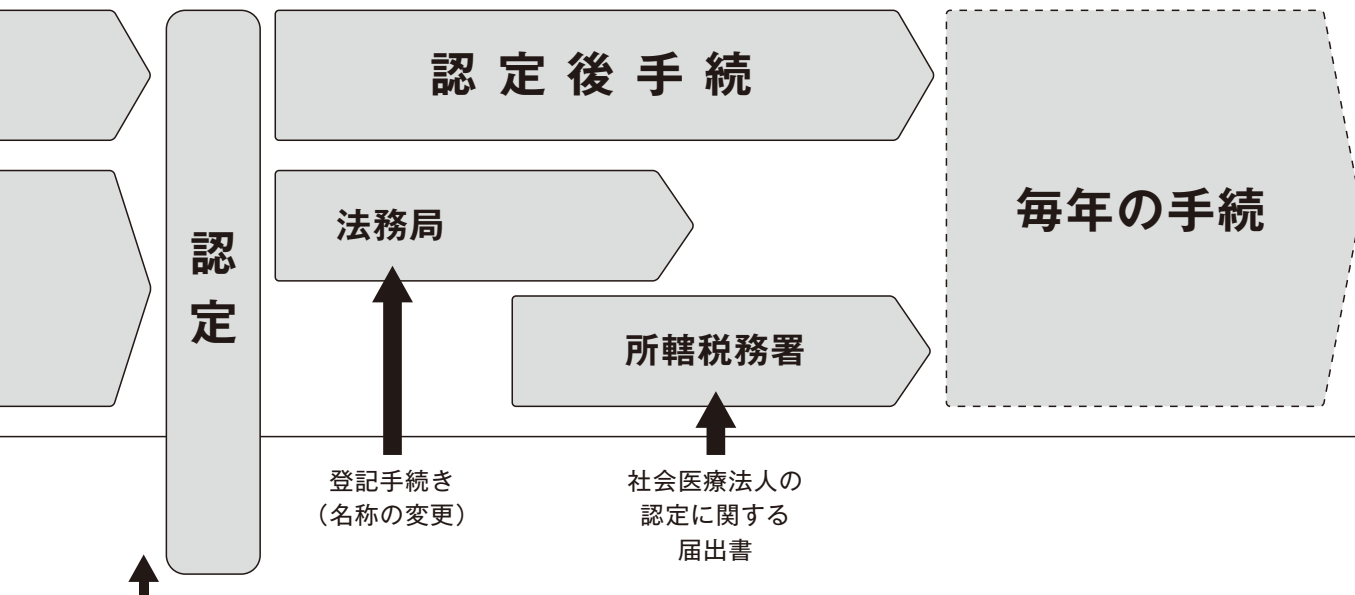 認定
認定後手続
法務局
所轄税務署
毎年の手続
登記手続き
（名称の変更）
社会医療法人の
認定に関する
届出書